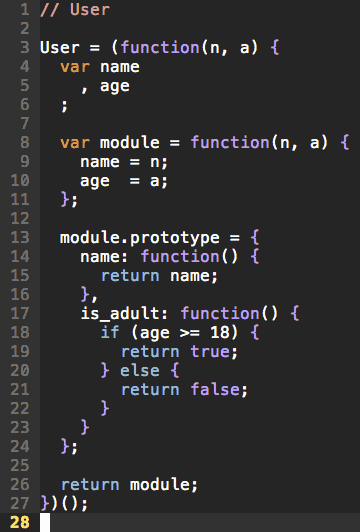 1 // User
2
3 User = (function(n, a) {
4   var name
5     , age
6   ;
7
8   var module = function(n, a) {
9     name = n;
10     age  = a;
11   };
12
13   module.prototype = {
14     name: function() {
15       return name;
16     },
17     is_adult: function() {
18       if (age >= 18) {
19         return true;
20       } else {
21         return false;
22       }
23     }
24   };
25
26   return module;
27 })();
28